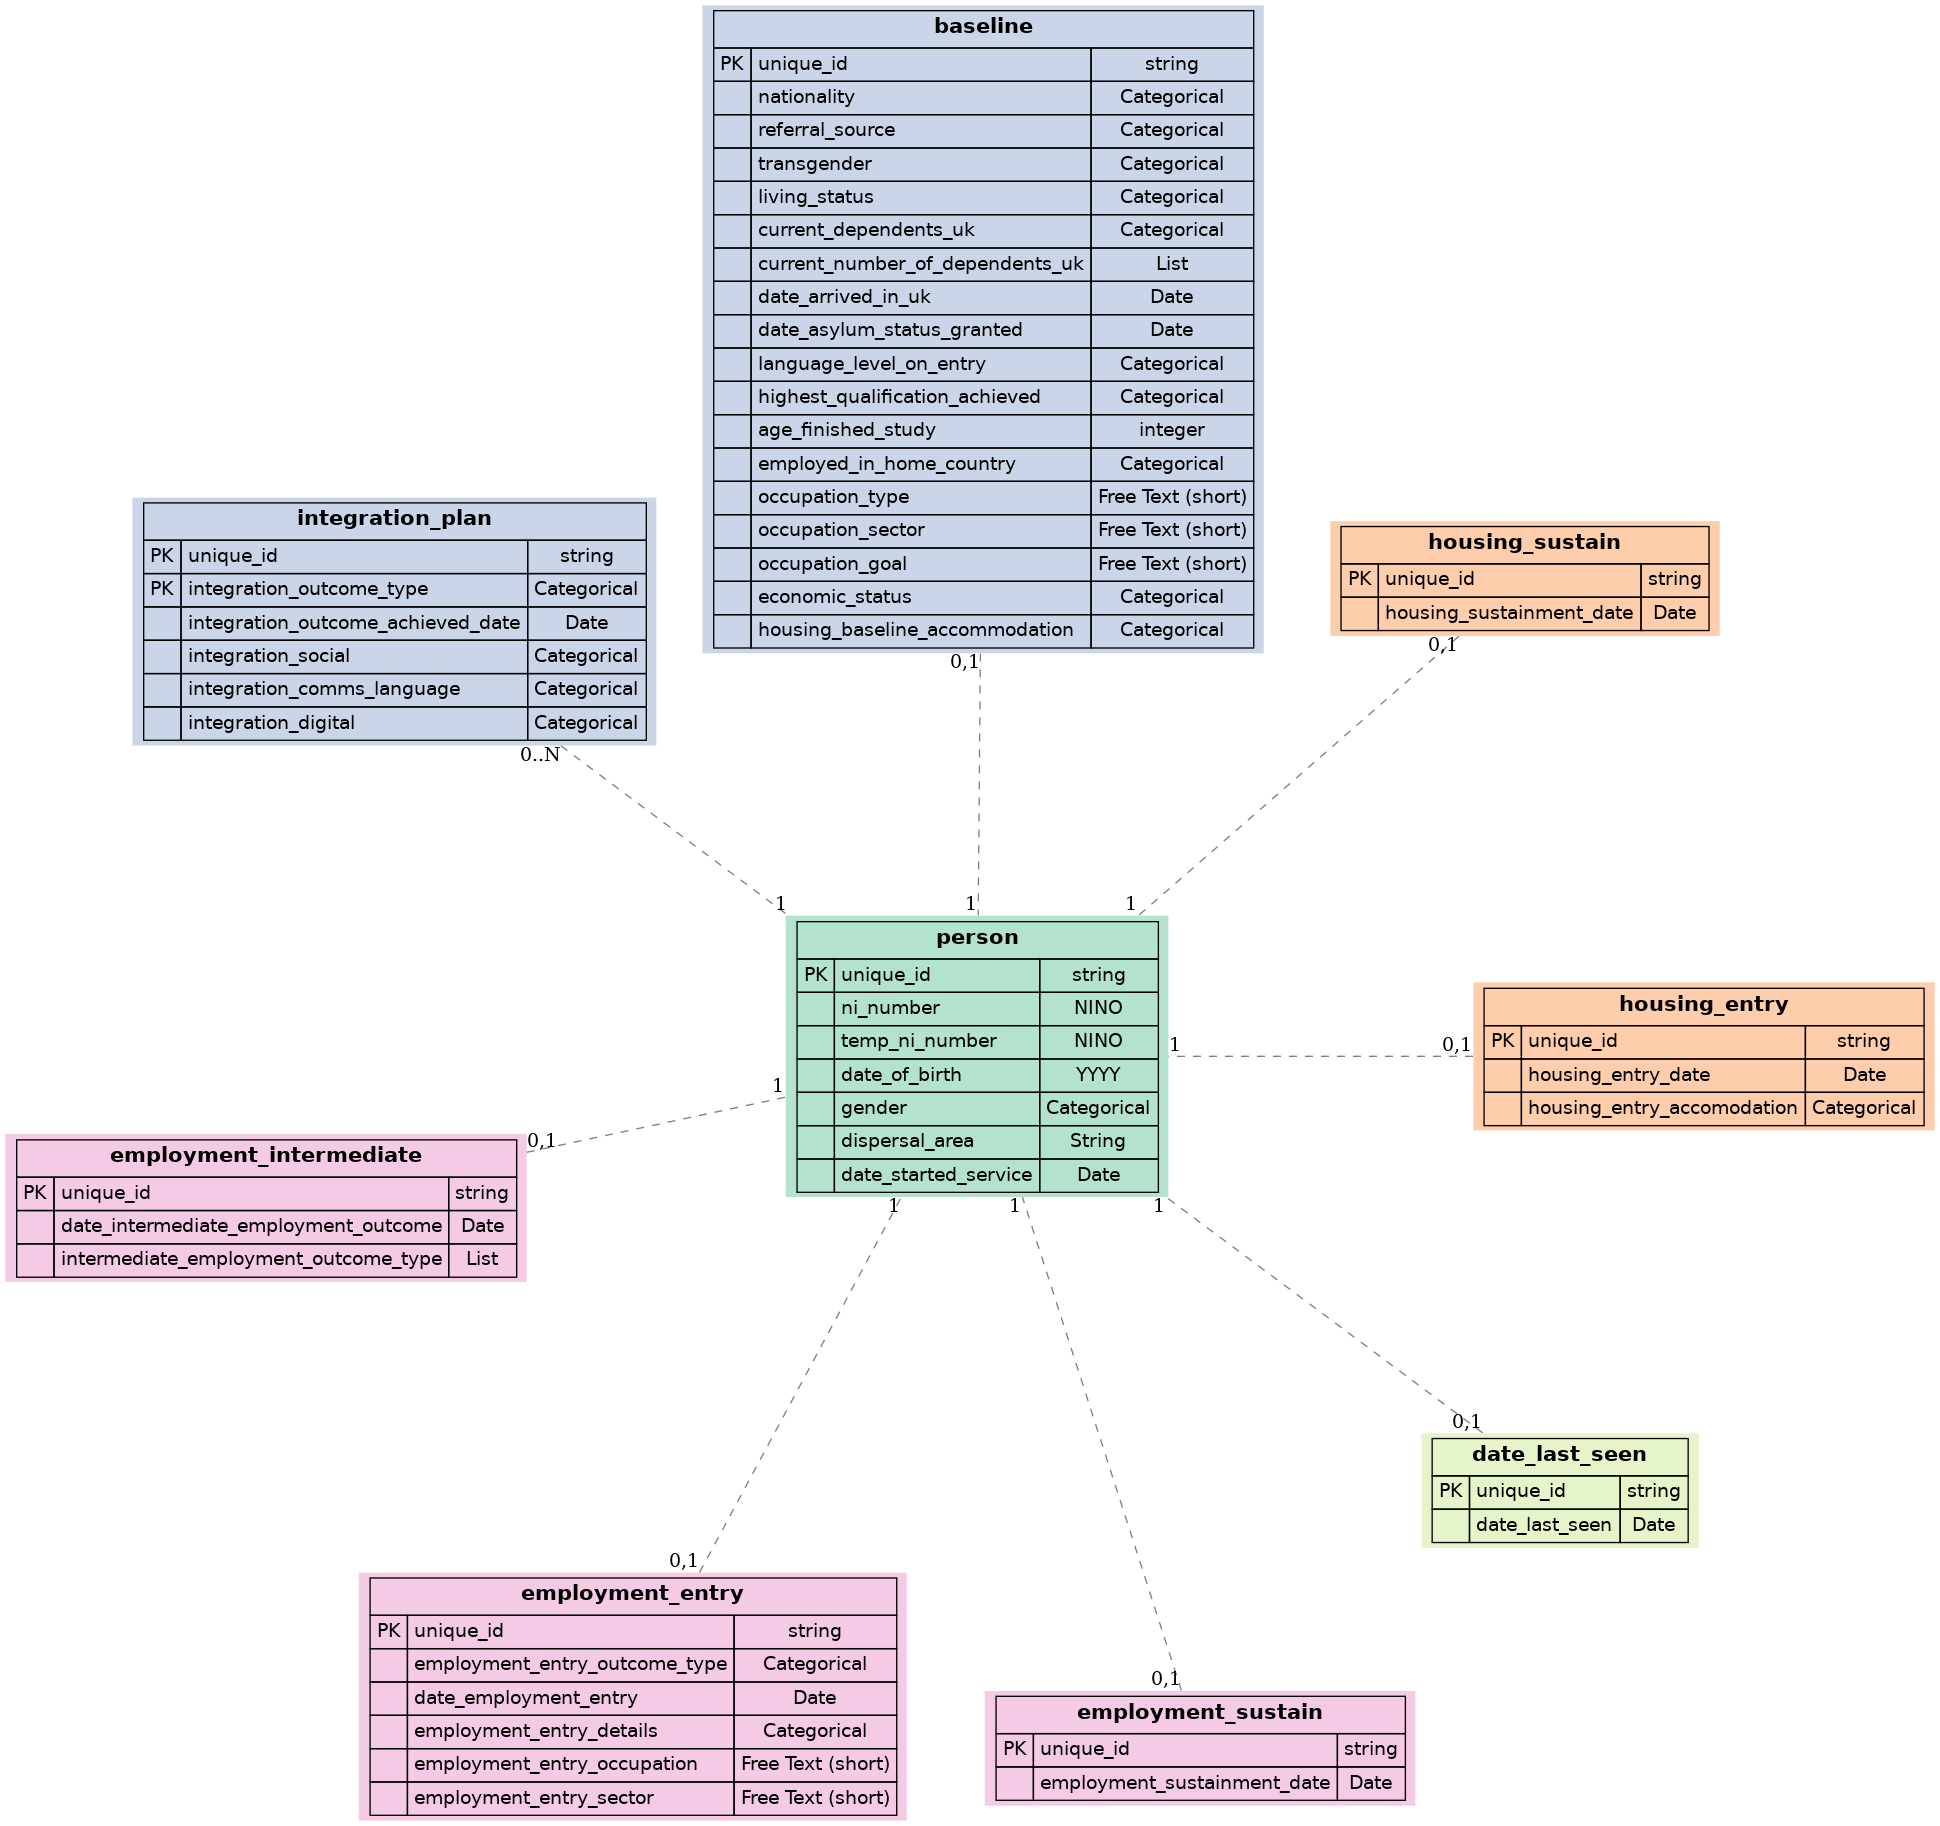 baseline
PK unique_id string
nationality Categorical
referral_source Categorical
transgender Categorical
living_status Categorical
current_dependents_uk Categorical
current_number_of_dependents_uk List
date_arrived_in_uk Date
date_asylum_status_granted Date
language_level_on_entry Categorical
highest_qualification_achieved Categorical
age_finished_study integer
employed_in_home_country Categorical
occupation_type Free Text (short)
occupation_sector Free Text (short)
occupation_goal Free Text (short)
economic_status Categorical
housing_baseline_accommodation Categorical
0,1
integration_plan
PK unique_id string
PK integration_outcome_type Categorical
integration_outcome_achieved_date Date
integration_social Categorical
integration_comms_language Categorical
integration_digital Categorical
0..N
housing_sustain
PK unique_id string
housing_sustainment_date Date
0,1
1
1
1
person
PK unique_id string
ni_number NINO
temp_ni_number NINO
date_of_birth YYYY
gender Categorical
dispersal_area String
date_started_service Date
1
0,1
housing_entry
PK unique_id string
housing_entry_date Date
housing_entry_accomodation Categorical
1
0,1
employment_intermediate
PK unique_id string
date_intermediate_employment_outcome Date
intermediate_employment_outcome_type List
1
1
1
0,1
date_last_seen
PK unique_id string
date_last_seen Date
0,1
employment_entry
PK unique_id string
employment_entry_outcome_type Categorical
date_employment_entry Date
employment_entry_details Categorical
employment_entry_occupation Free Text (short)
employment_entry_sector Free Text (short)
0,1
employment_sustain
PK unique_id string
employment_sustainment_date Date